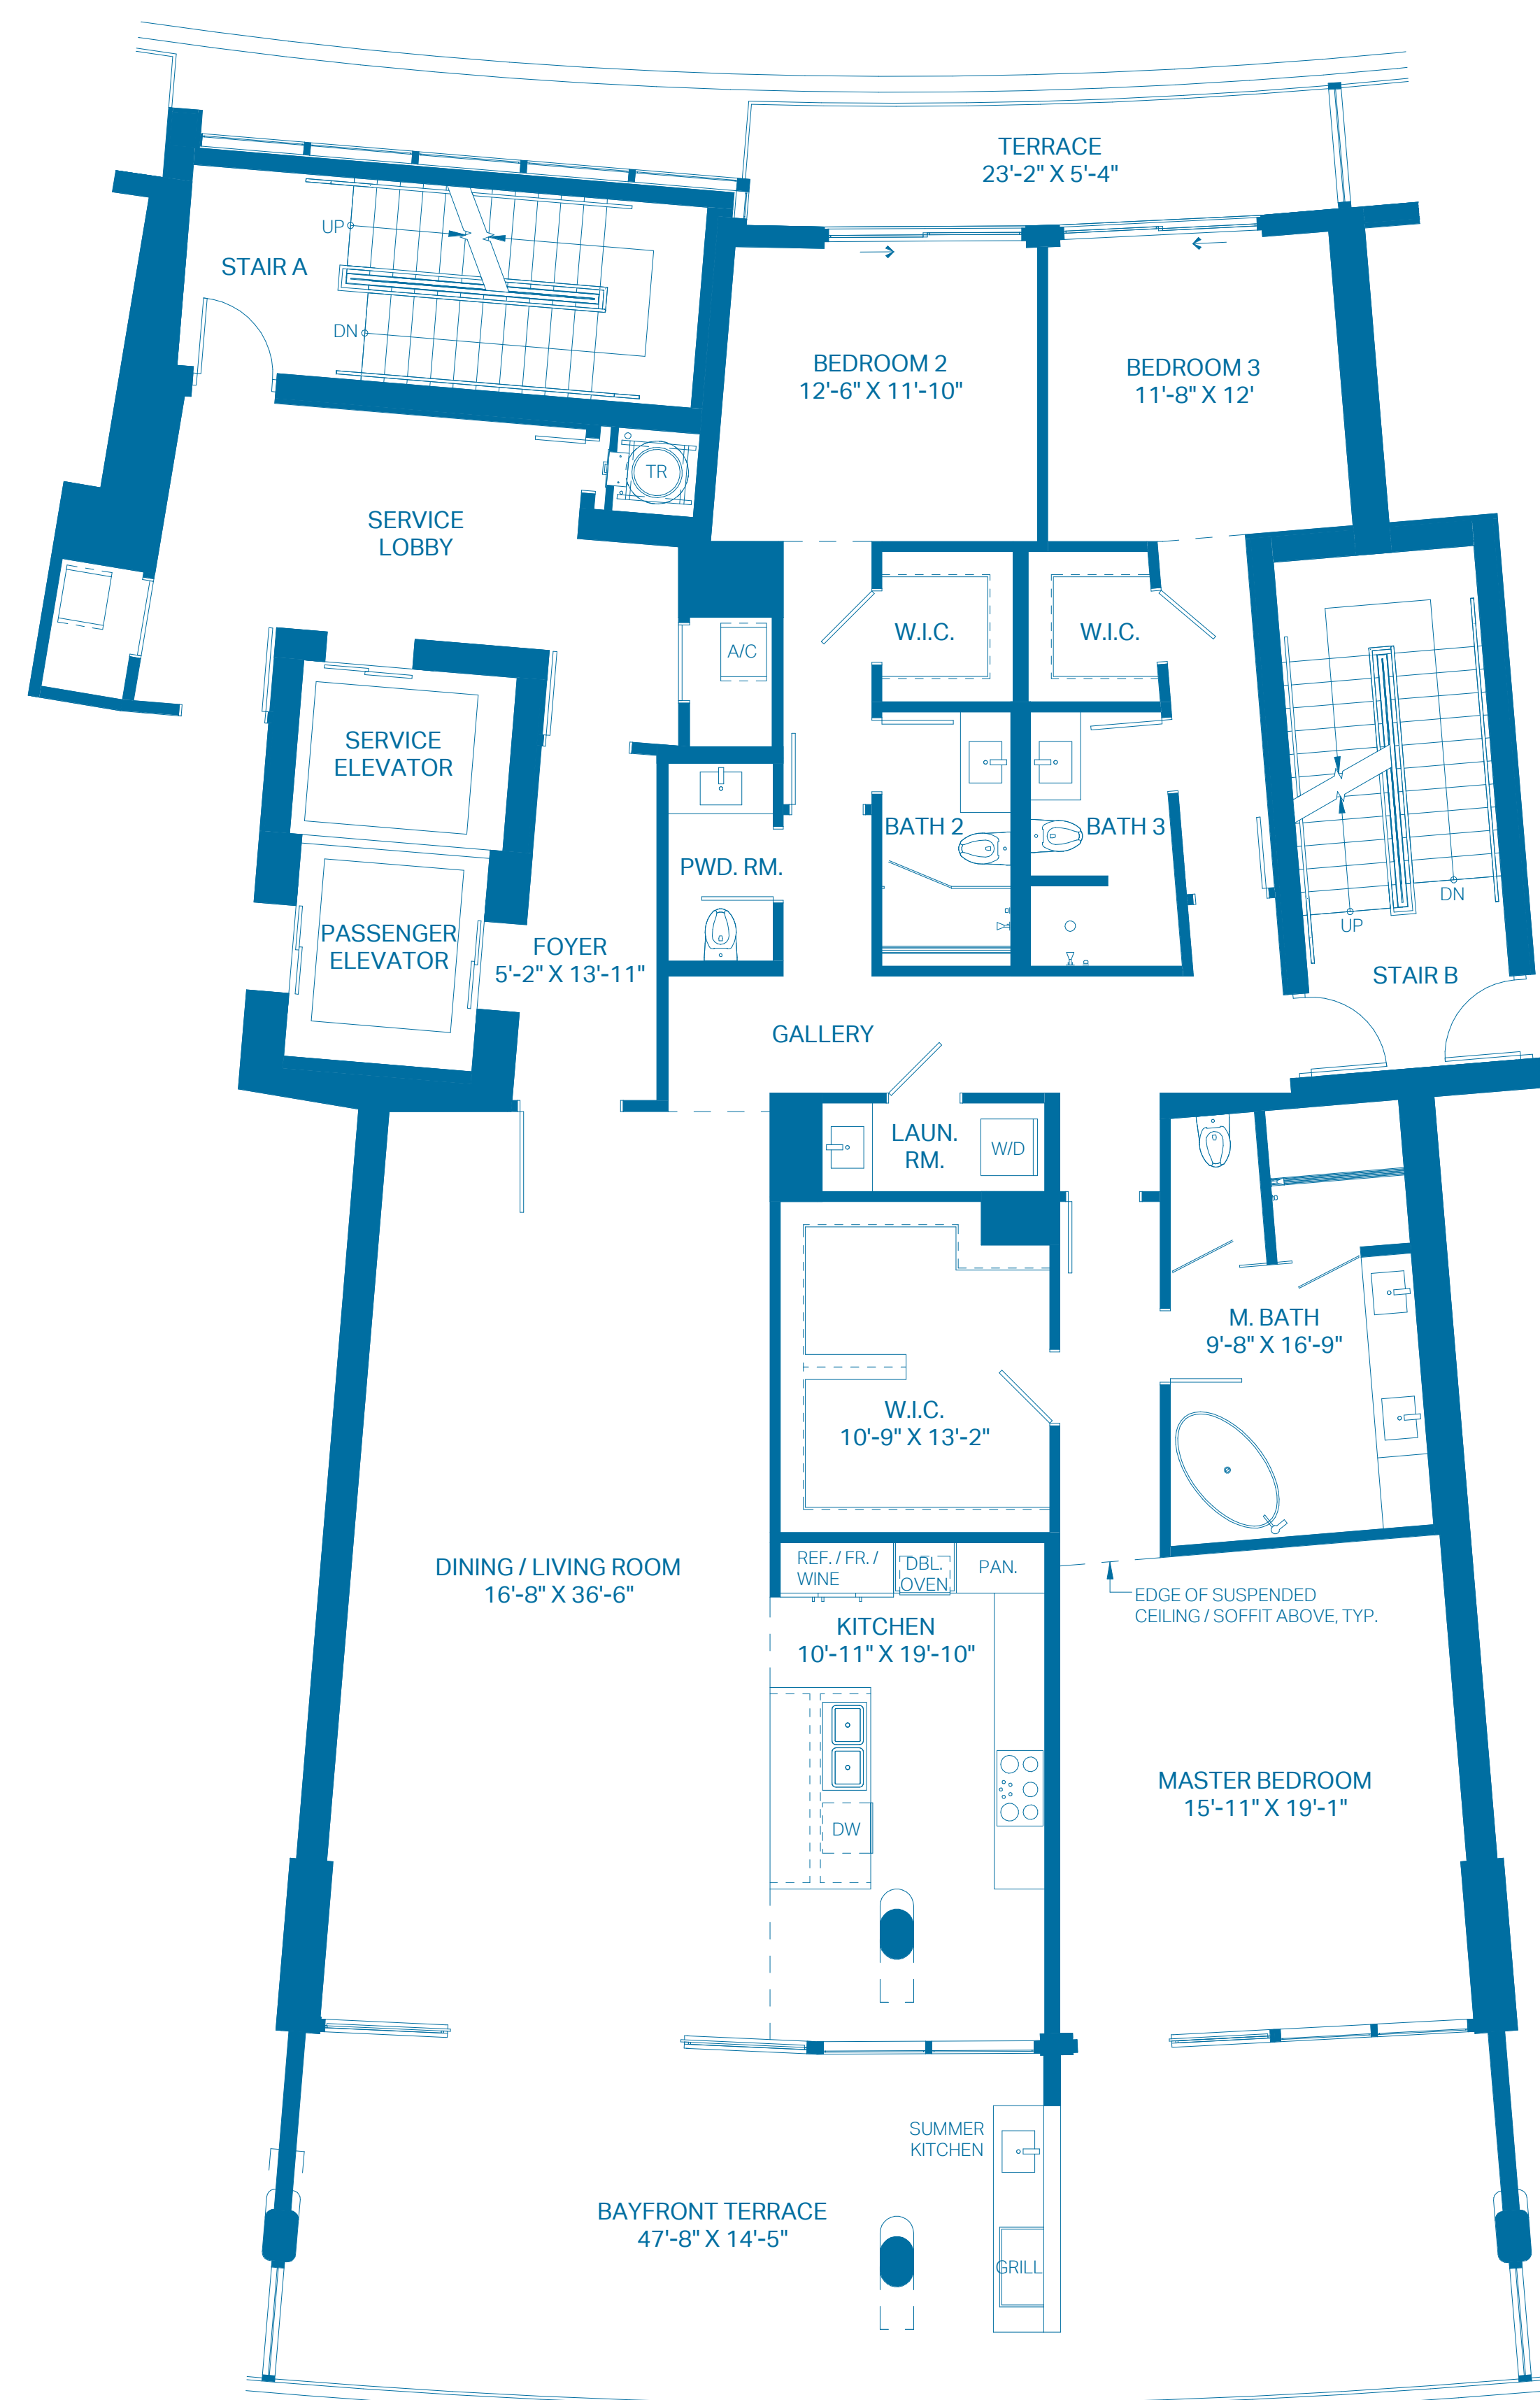 TERRACE
23'-2" X 5'-4"
UP
STAIR A
DN
BEDROOM 2
12'-6" X 11'-10"
BEDROOM 3
11'-8" X 12'
TR
SERVICE
LOBBY
W.I.C.
W.I.C.
A/C
SERVICE
ELEVATOR
BATH 2
BATH 3
PWD. RM.
DN
UP
PASSENGER
ELEVATOR
FOYER
5'-2" X 13'-11"
STAIR B
GALLERY
LAUN.
RM.
W/D
M. BATH
9'-8" X 16'-9"
W.I.C.
10'-9" X 13'-2"
DINING / LIVING ROOM
16'-8" X 36'-6"
REF. / FR. /
WINE
DBL.
OVEN
PAN.
EDGE OF SUSPENDED
CEILING / SOFFIT ABOVE, TYP.
KITCHEN
10'-11" X 19'-10"
MASTER BEDROOM
15'-11" X 19'-1"
DW
SUMMER
KITCHEN
BAYFRONT TERRACE
47'-8" X 14'-5"
GRILL